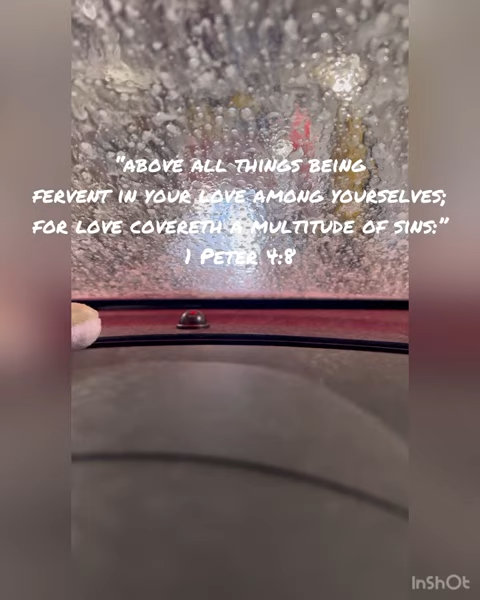 "ABOVE ALL THINGS BEING
FERVENT IN YOUR LOVE AMONG YOURSELVES;
FOR LOVE COVERETH A MULTITUDE OF SINS:"
1 PETER 4:8
InShOt